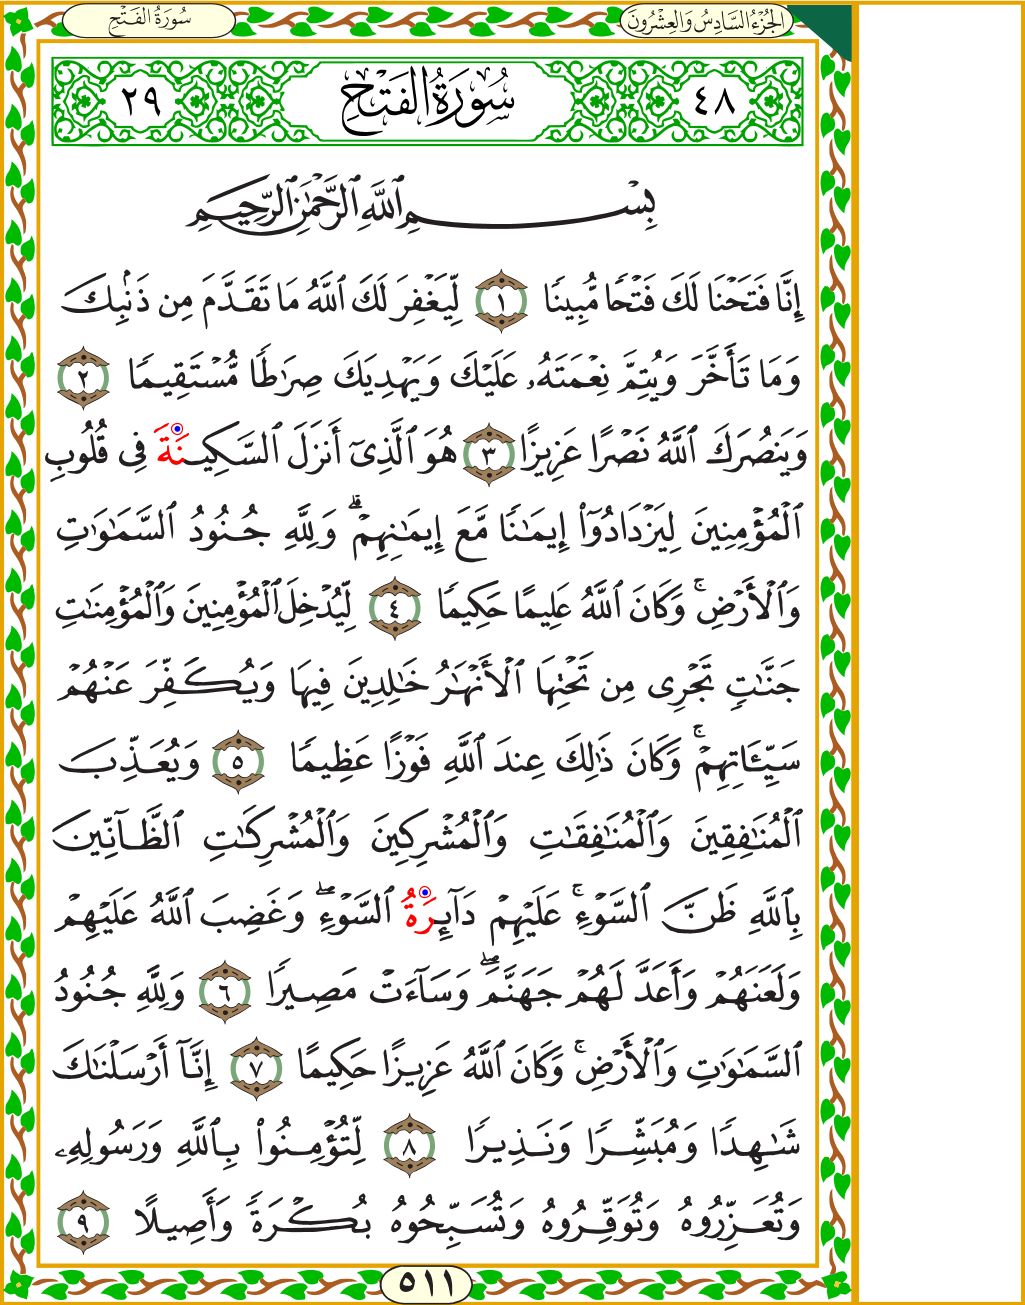 الجُزْءُ السَّادِسُ وَالعِشْرُونَ
سُورَةُ الفَتْحِ
٤٨ سُورَةُ الفَتْحِ ٢٩
بِسْمِ ٱللَّهِ ٱلرَّحْمَٰنِ ٱلرَّحِيمِ
إِنَّا فَتَحْنَا لَكَ فَتْحًا مُّبِينًا ١ لِّيَغْفِرَ لَكَ ٱللَّهُ مَا تَقَدَّمَ مِن ذَنۢبِكَ
وَمَا تَأَخَّرَ وَيُتِمَّ نِعْمَتَهُۥ عَلَيْكَ وَيَهْدِيَكَ صِرَٰطًا مُّسْتَقِيمًا ٢
وَيَنصُرَكَ ٱللَّهُ نَصْرًا عَزِيزًا ٣ هُوَ ٱلَّذِىٓ أَنزَلَ ٱلسَّكِينَةَ فِى قُلُوبِ
ٱلْمُؤْمِنِينَ لِيَزْدَادُوٓا۟ إِيمَٰنًا مَّعَ إِيمَٰنِهِمْ ۗ وَلِلَّهِ جُنُودُ ٱلسَّمَٰوَٰتِ
وَٱلْأَرْضِ ۚ وَكَانَ ٱللَّهُ عَلِيمًا حَكِيمًا ٤ لِّيُدْخِلَ ٱلْمُؤْمِنِينَ وَٱلْمُؤْمِنَٰتِ
جَنَّٰتٍ تَجْرِى مِن تَحْتِهَا ٱلْأَنْهَٰرُ خَٰلِدِينَ فِيهَا وَيُكَفِّرَ عَنْهُمْ
سَيِّـَٔاتِهِمْ ۚ وَكَانَ ذَٰلِكَ عِندَ ٱللَّهِ فَوْزًا عَظِيمًا ٥ وَيُعَذِّبَ
ٱلْمُنَٰفِقِينَ وَٱلْمُنَٰفِقَٰتِ وَٱلْمُشْرِكِينَ وَٱلْمُشْرِكَٰتِ ٱلظَّآنِّينَ
بِٱللَّهِ ظَنَّ ٱلسَّوْءِ ۚ عَلَيْهِمْ دَآئِرَةُ ٱلسَّوْءِ ۖ وَغَضِبَ ٱللَّهُ عَلَيْهِمْ
وَلَعَنَهُمْ وَأَعَدَّ لَهُمْ جَهَنَّمَ ۖ وَسَآءَتْ مَصِيرًا ٦ وَلِلَّهِ جُنُودُ
ٱلسَّمَٰوَٰتِ وَٱلْأَرْضِ ۚ وَكَانَ ٱللَّهُ عَزِيزًا حَكِيمًا ٧ إِنَّآ أَرْسَلْنَٰكَ
شَٰهِدًا وَمُبَشِّرًا وَنَذِيرًا ٨ لِّتُؤْمِنُوا۟ بِٱللَّهِ وَرَسُولِهِۦ
وَتُعَزِّرُوهُ وَتُوَقِّرُوهُ وَتُسَبِّحُوهُ بُكْرَةً وَأَصِيلًا ٩
٥١١